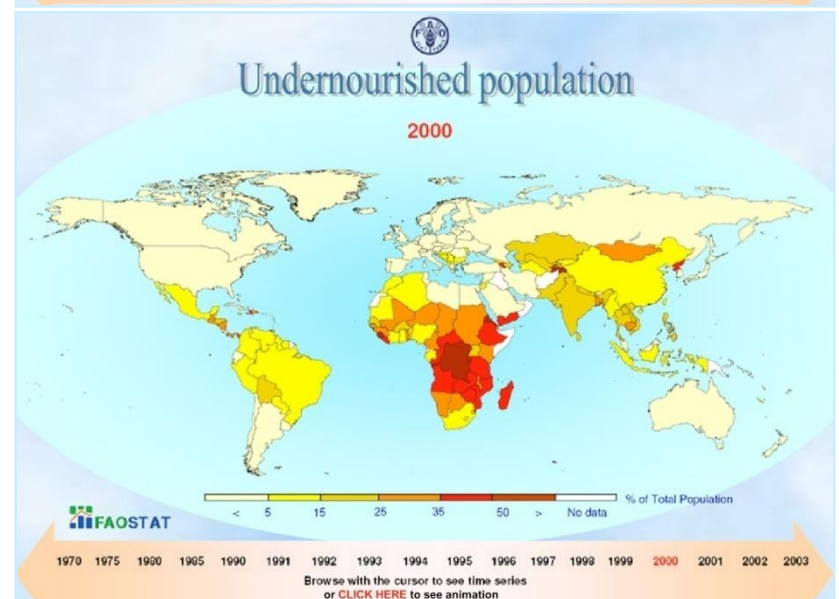 FAO
Undernourished population
2000
< 5 15 25 35 50 > No data
% of Total Population
FAOSTAT
1970 1975 1980 1985 1990 1991 1992 1993 1994 1995 1996 1997 1998 1999 2000 2001 2002 2003
Browse with the cursor to see time series
or CLICK HERE to see animation